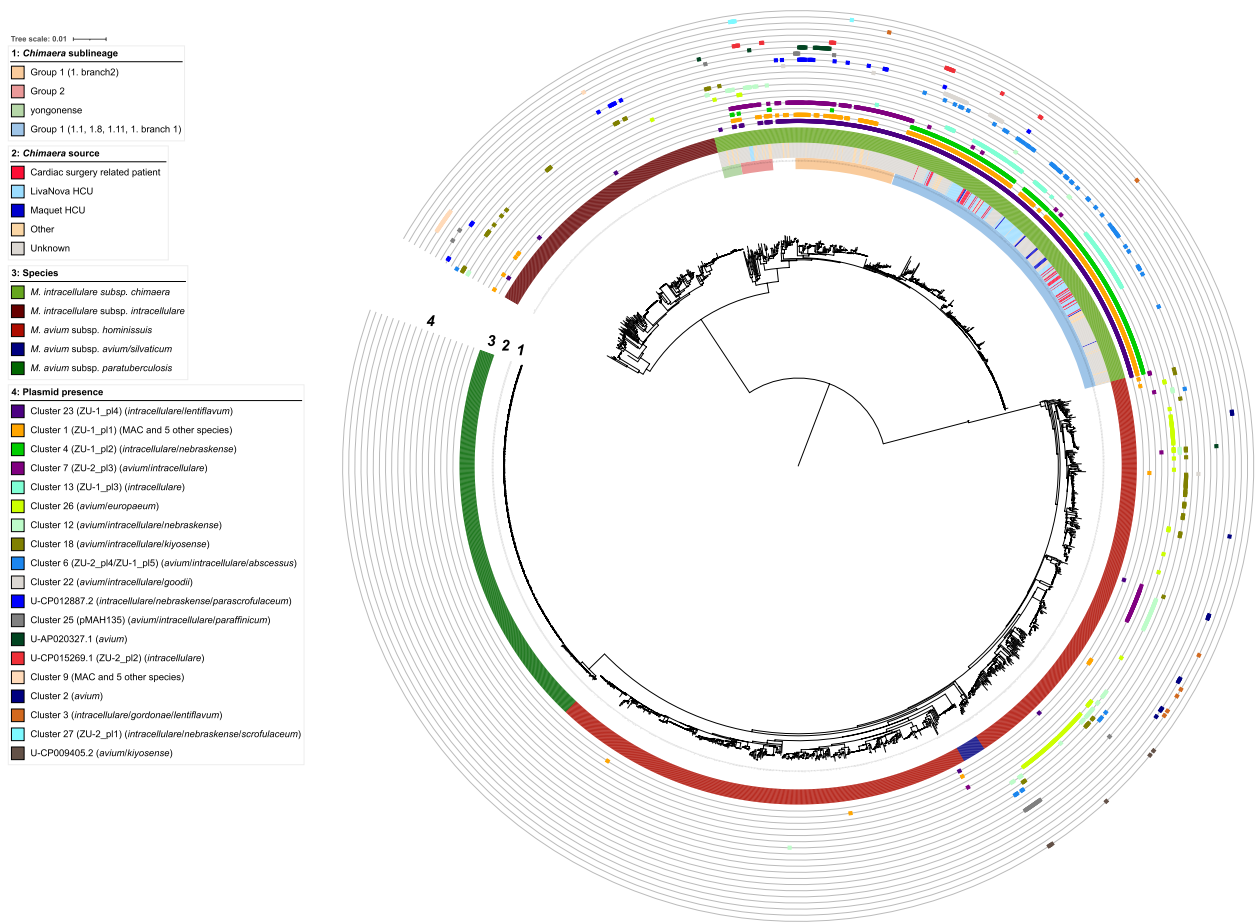 Tree scale: 0.01
1: Chimaera sublineage
Group 1 (1. branch2)
Group 2
yongonense
Group 1 (1.1, 1.8, 1.11, 1. branch 1)
2: Chimaera source
Cardiac surgery related patient
LivaNova HCU
Maquet HCU
Other
Unknown
3: Species
M. intracellulare subsp. chimaera
M. intracellulare subsp. intracellulare
M. avium subsp. hominissuis
M. avium subsp. avium/silvaticum
M. avium subsp. paratuberculosis
4: Plasmid presence
Cluster 23 (ZU-1_pl4) (intracellulare/lentiflavum)
Cluster 1 (ZU-1_pl1) (MAC and 5 other species)
Cluster 4 (ZU-1_pl2) (intracellulare/nebraskense)
Cluster 7 (ZU-2_pl3) (avium/intracellulare)
Cluster 13 (ZU-1_pl3) (intracellulare)
Cluster 26 (avium/europaeum)
Cluster 12 (avium/intracellulare/nebraskense)
Cluster 18 (avium/intracellulare/kiyosense)
Cluster 6 (ZU-2_pl4/ZU-1_pl5) (avium/intracellulare/abscessus)
Cluster 22 (avium/intracellulare/goodii)
U-CP012887.2 (intracellulare/nebraskense/parascrofulaceum)
Cluster 25 (pMAH135) (avium/intracellulare/paraffinicum)
U-AP020327.1 (avium)
U-CP015269.1 (ZU-2_pl2) (intracellulare)
Cluster 9 (MAC and 5 other species)
Cluster 2 (avium)
Cluster 3 (intracellulare/gordonae/lentiflavum)
Cluster 27 (ZU-2_pl1) (intracellulare/nebraskense/scrofulaceum)
U-CP009405.2 (avium/kiyosense)
4 3 2 1